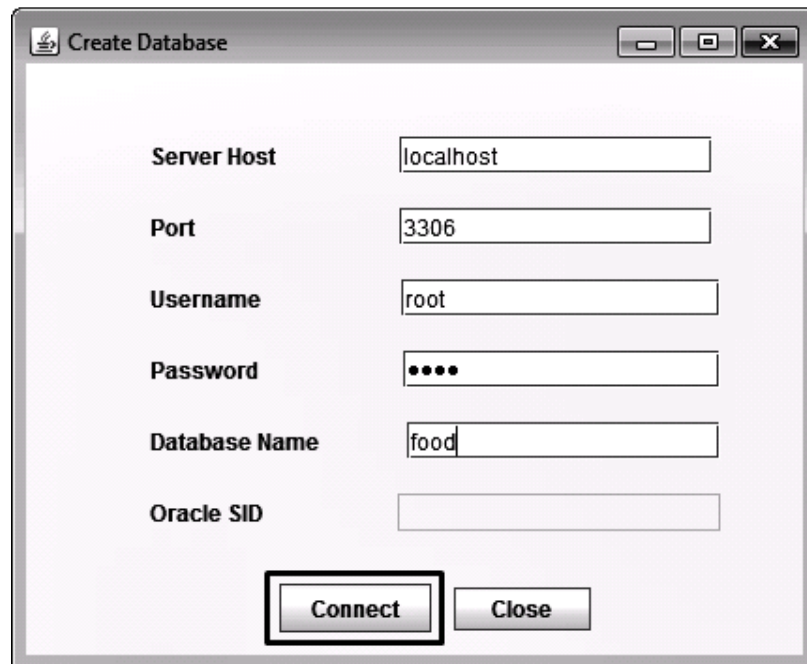 Create Database
Server Host localhost
Port 3306
Username root
Password ••••
Database Name food
Oracle SID
Connect Close